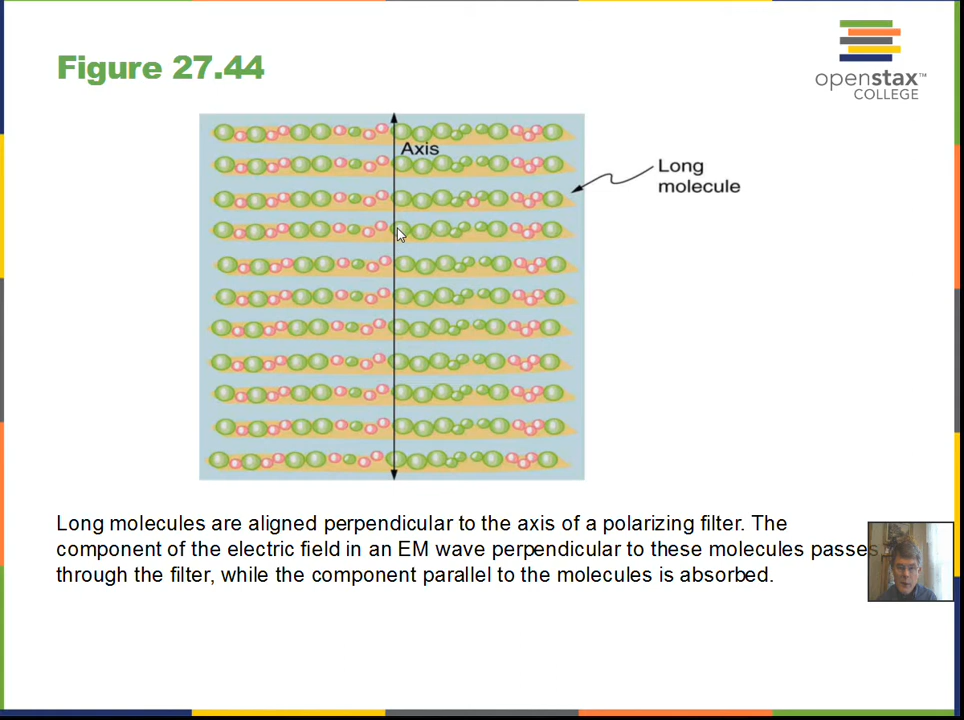 Figure 27.44
openstax™
COLLEGE
Axis
Long
molecule
Long molecules are aligned perpendicular to the axis of a polarizing filter. The
component of the electric field in an EM wave perpendicular to these molecules passes
through the filter, while the component parallel to the molecules is absorbed.